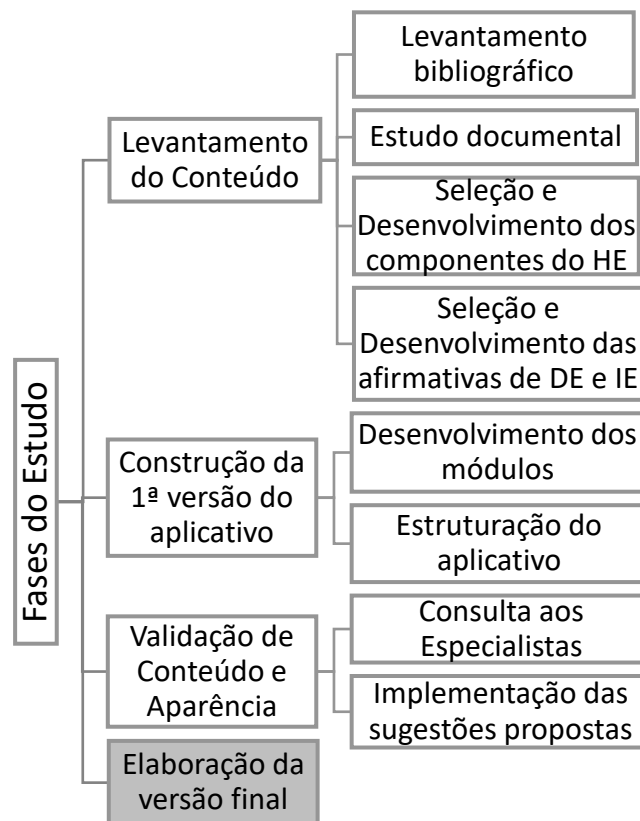 Fases do Estudo
Levantamento
do Conteúdo
Levantamento
bibliográfico
Estudo documental
Seleção e
Desenvolvimento dos
componentes do HE
Seleção e
Desenvolvimento das
afirmativas de DE e IE
Construção da
1ª versão do
aplicativo
Desenvolvimento dos
módulos
Estruturação do
aplicativo
Validação de
Conteúdo e
Aparência
Consulta aos
Especialistas
Implementação das
sugestões propostas
Elaboração da
versão final